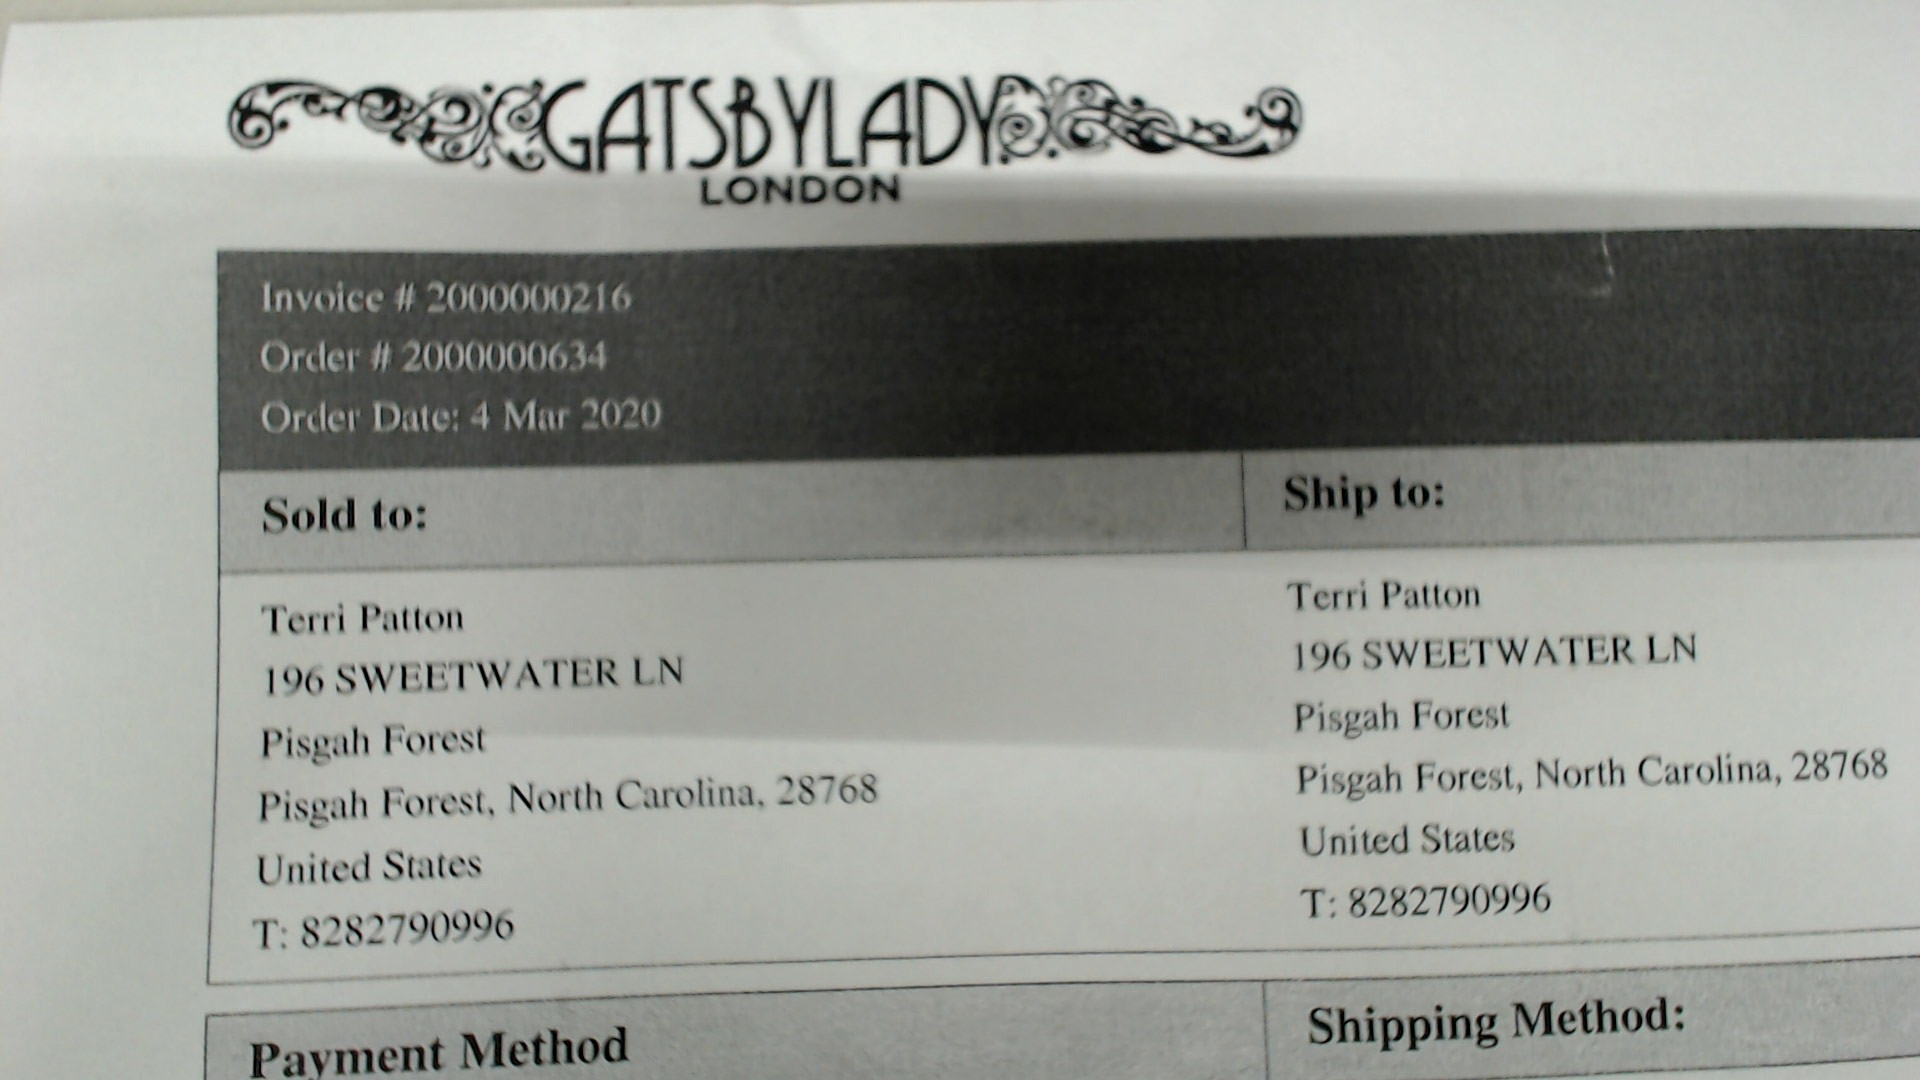 GATSBYLADY
LONDON
Invoice # 2000000216
Order # 2000000634
Order Date: 4 Mar 2020
Sold to:
Terri Patton
196 SWEETWATER LN
Pisgah Forest
Pisgah Forest, North Carolina, 28768
United States
T: 8282790996
Ship to:
Terri Patton
196 SWEETWATER LN
Pisgah Forest
Pisgah Forest, North Carolina, 28768
United States
T: 8282790996
Payment Method
Shipping Method: